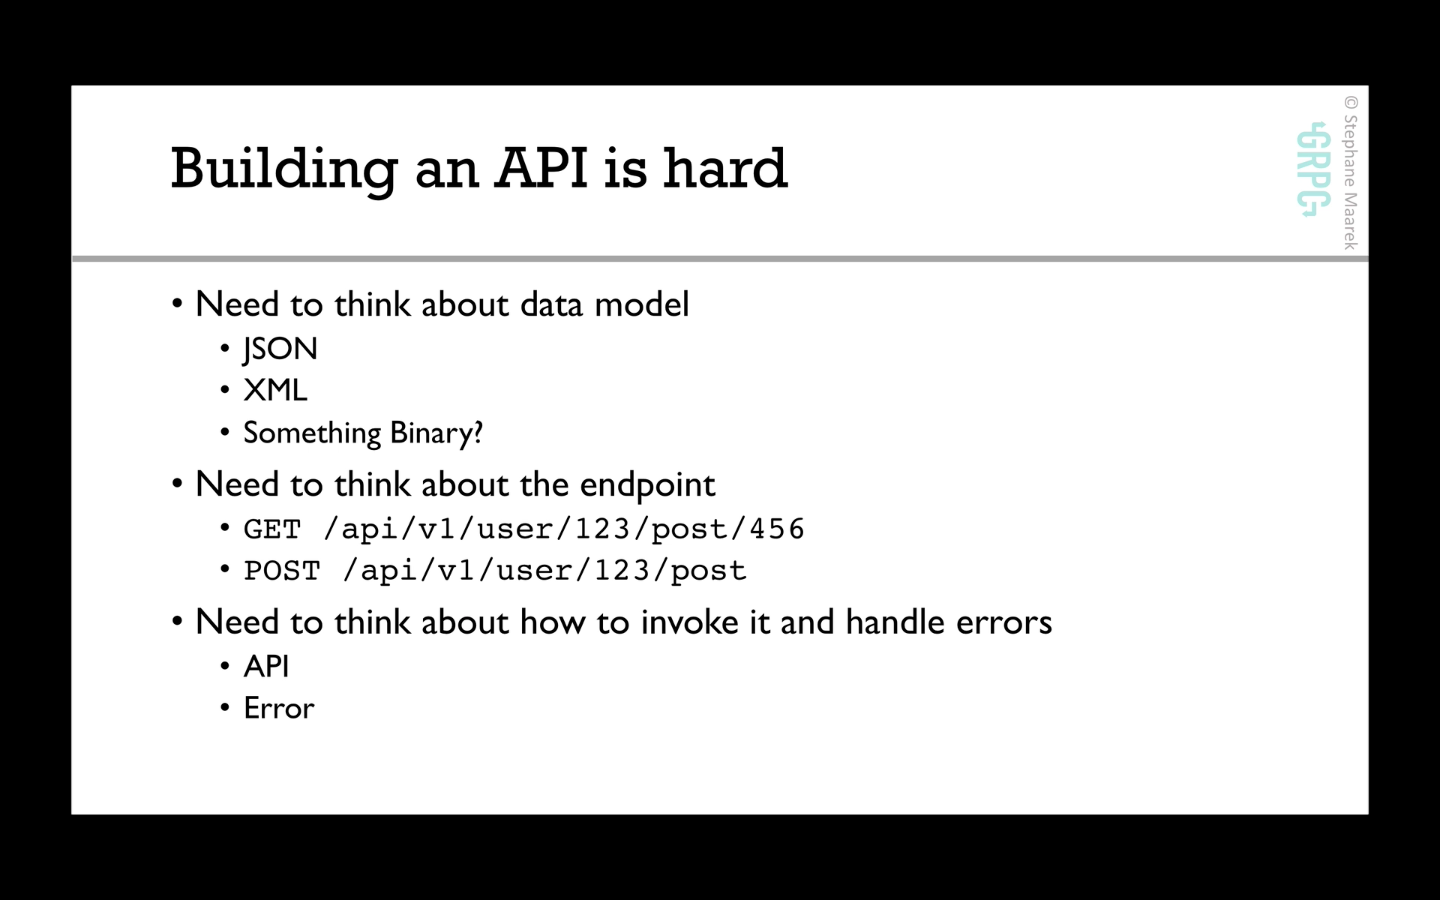 Building an API is hard
GRPC
© Stephane Maarek
• Need to think about data model
• JSON
• XML
• Something Binary?
• Need to think about the endpoint
• GET /api/v1/user/123/post/456
• POST /api/v1/user/123/post
• Need to think about how to invoke it and handle errors
• API
• Error